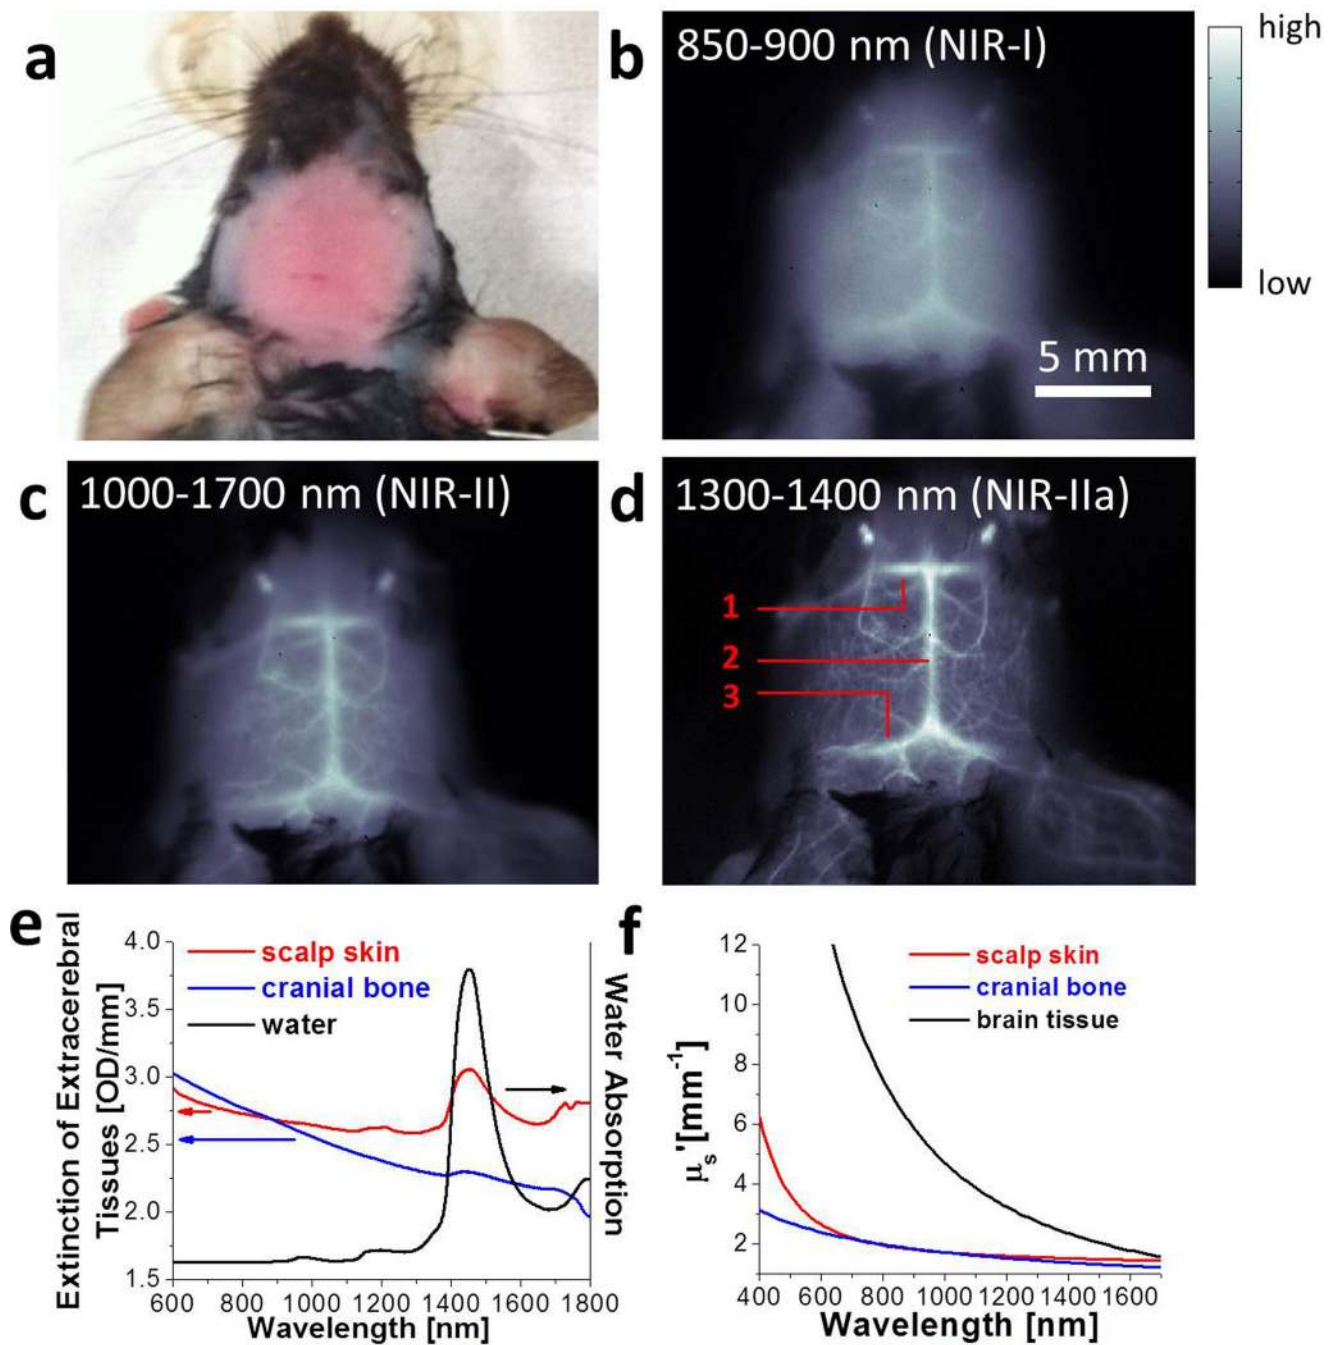 a
b
850-900 nm (NIR-I)
high
low
5 mm
c
1000-1700 nm (NIR-II)
d
1300-1400 nm (NIR-IIa)
1
2
3
e
Extinction of Extracerebral
Tissues [OD/mm]
4.0
3.5
3.0
2.5
2.0
1.5
scalp skin
cranial bone
water
Water Absorption
600 800 1000 1200 1400 1600 1800
Wavelength [nm]
f
μs'[mm-1]
12
10
8
6
4
2
scalp skin
cranial bone
brain tissue
400 600 800 1000 1200 1400 1600
Wavelength [nm]